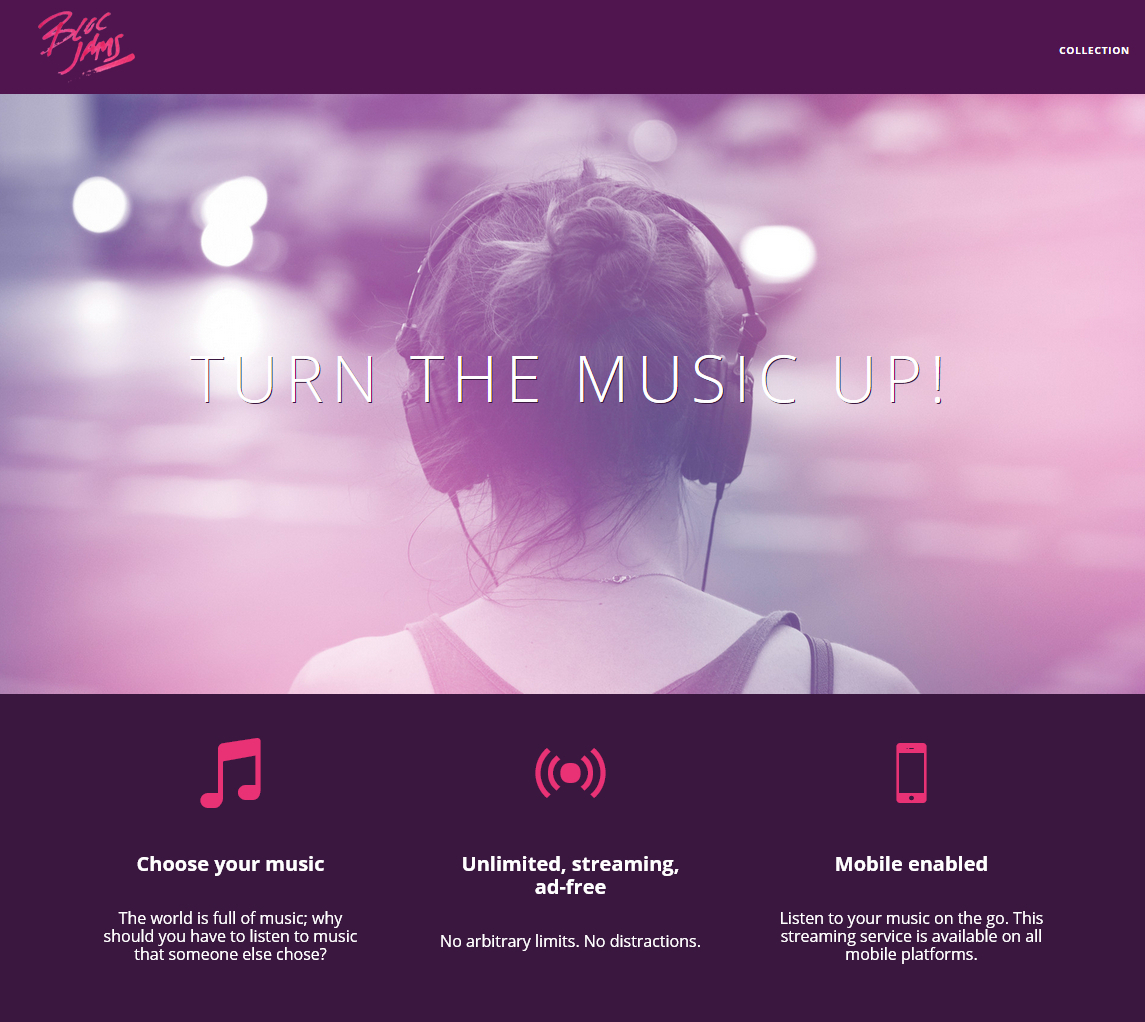 Bloc
Jams
COLLECTION
TURN THE MUSIC UP!
Choose your music
The world is full of music; why
should you have to listen to music
that someone else chose?
Unlimited, streaming,
ad-free
No arbitrary limits. No distractions.
Mobile enabled
Listen to your music on the go. This
streaming service is available on all
mobile platforms.